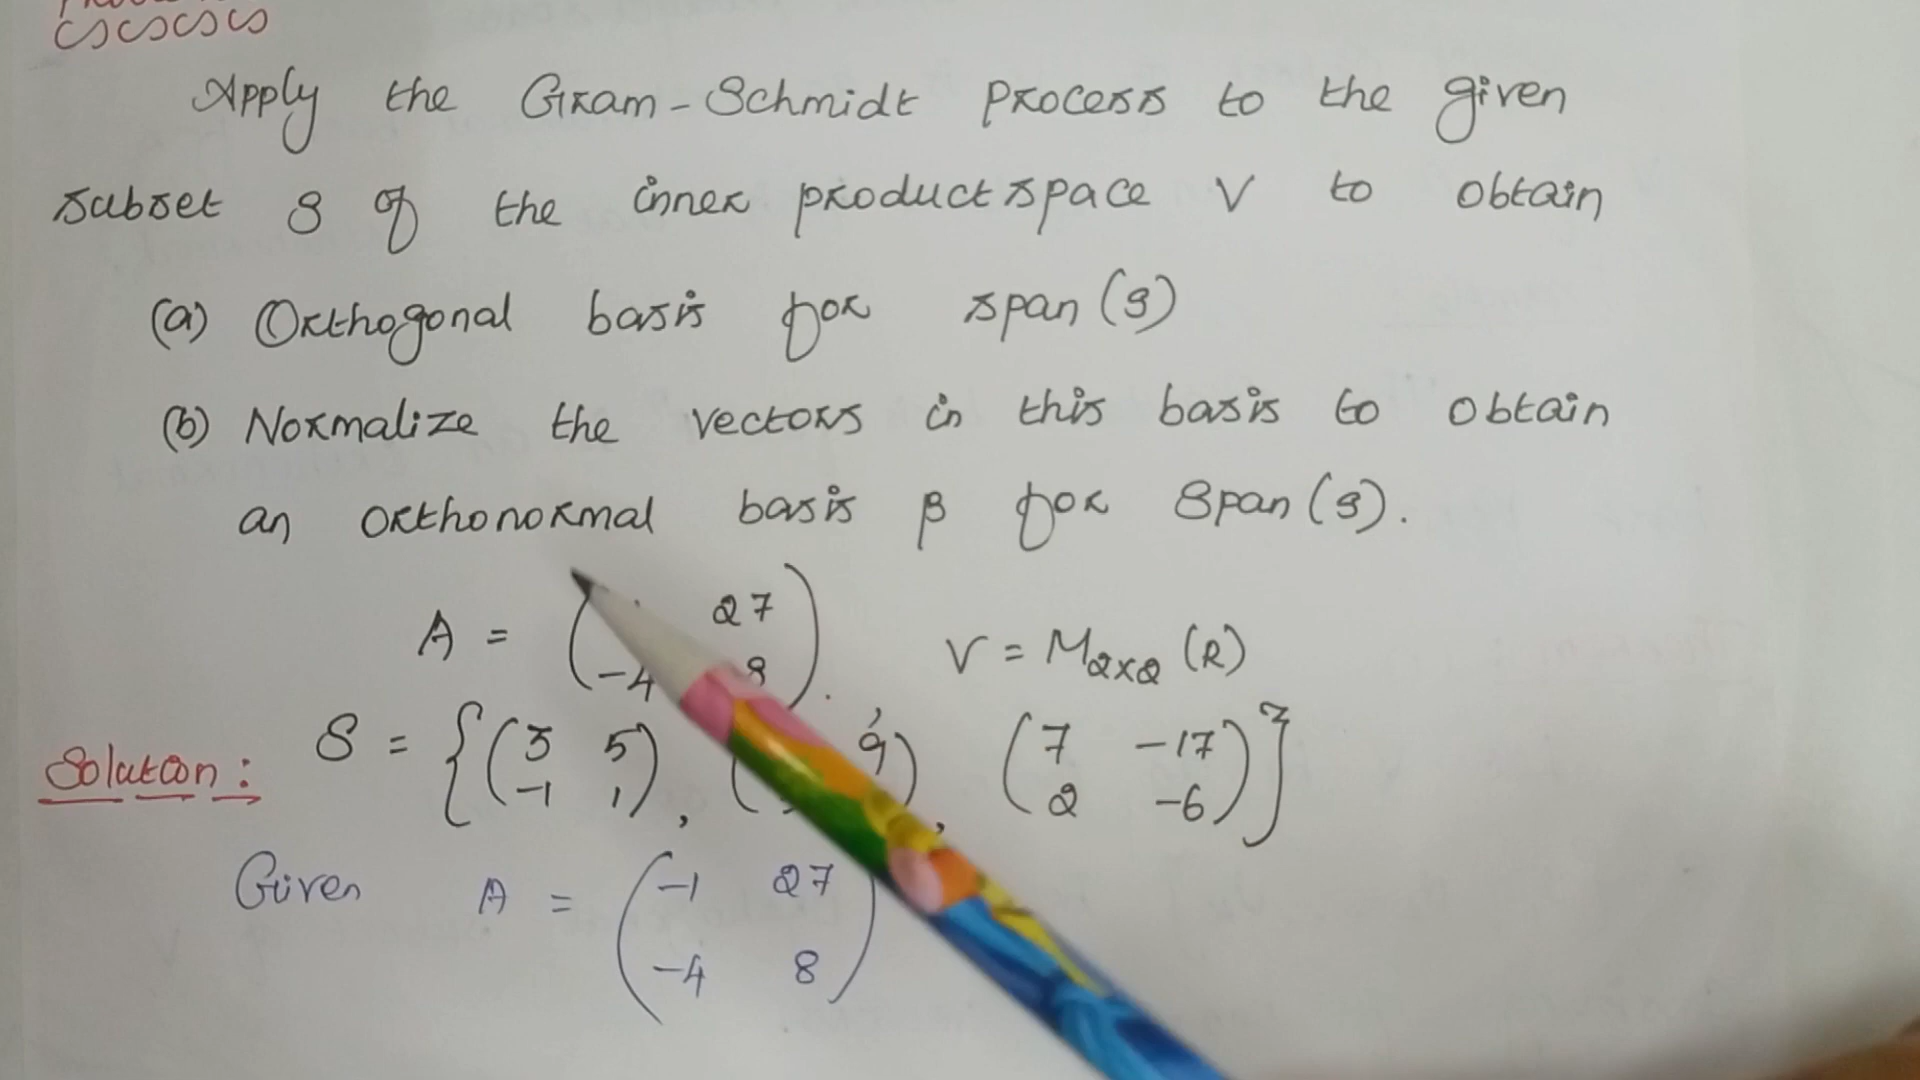 Apply the Gram-Schmidt Process to the given
subset S of the inner product space V to obtain
(a) Orthogonal basis for span(S)
(b) Normalize the vectors in this basis to obtain
an orthonormal basis β for Span(S).
A = ( 27
-4 8 ). V = M2x2 (R)
S = {(3 5 , ( 9) , (7 -17)}
-1 1) 2 -6
Solution:
Given A = (-1 27
-4 8)